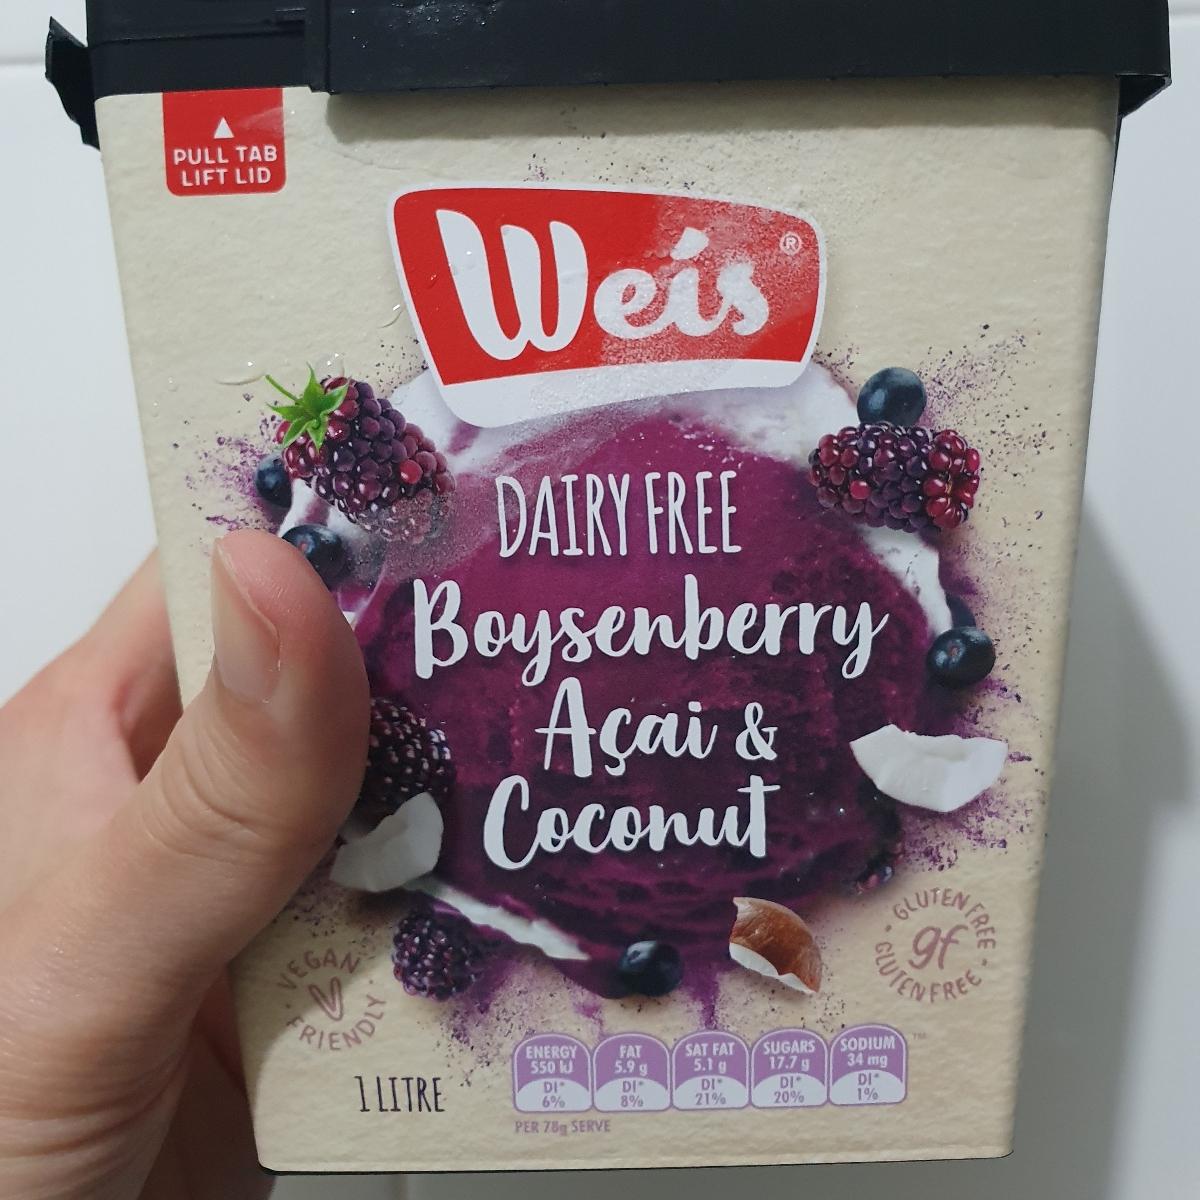 PULL TAB
LIFT LID
Weis®
DAIRY FREE
Boysenberry
Açai &
Coconut
VEGAN
FRIENDLY
GLUTEN FREE
gf
GLUTEN FREE
1 LITRE
ENERGY
550 kJ
DI*
6%
FAT
5.9 g
DI*
8%
SAT FAT
5.1 g
DI*
21%
SUGARS
17.7 g
DI*
20%
SODIUM
34 mg
DI*
1%
™
PER 78g SERVE